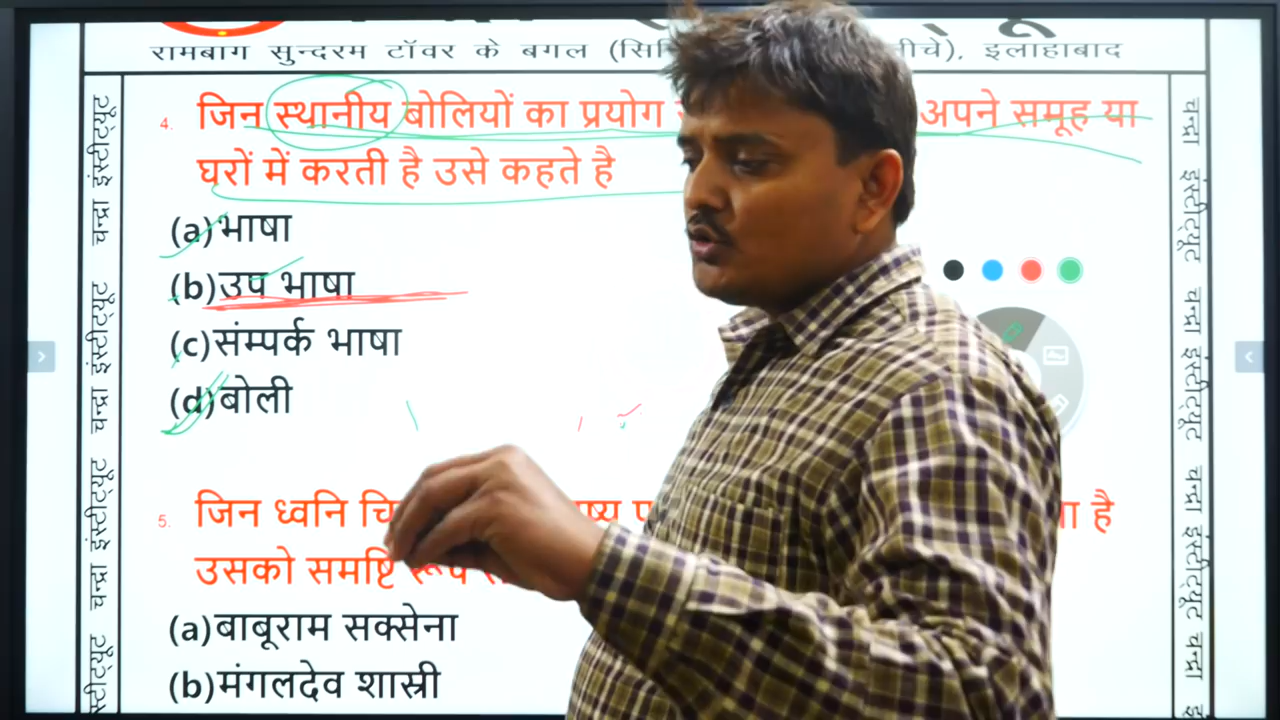 रामबाग सुन्दरम टॉवर के बगल (सि नीचे). इलाहाबाद
4. जिन स्थानीय बोलियों का प्रयोग अपने समूह या
घरों में करती है उसे कहते है
(a)भाषा
(b)उप भाषा
(c)संम्पर्क भाषा
(d)बोली
5. जिन ध्वनि है
उसको समष्टि रूप
(a)बाबूराम सक्सेना
(b)मंगलदेव शास्री
चन्द्रा इंस्टीट्यूट चन्द्रा इंस्टीट्यूट चन्द्रा इंस्टीट्यूट
चन्द्रा इंस्टीट्यूट चन्द्रा इंस्टीट्यूट चन्द्रा इंस्टीट्यूट चन्द्रा